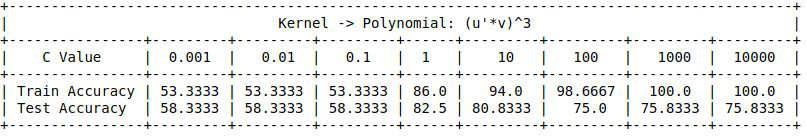 Kernel -> Polynomial: (u'*v)^3
C Value | 0.001 | 0.01 | 0.1 | 1 | 10 | 100 | 1000 | 10000
Train Accuracy | 53.3333 | 53.3333 | 53.3333 | 86.0 | 94.0 | 98.6667 | 100.0 | 100.0
Test Accuracy | 58.3333 | 58.3333 | 58.3333 | 82.5 | 80.8333 | 75.0 | 75.8333 | 75.8333